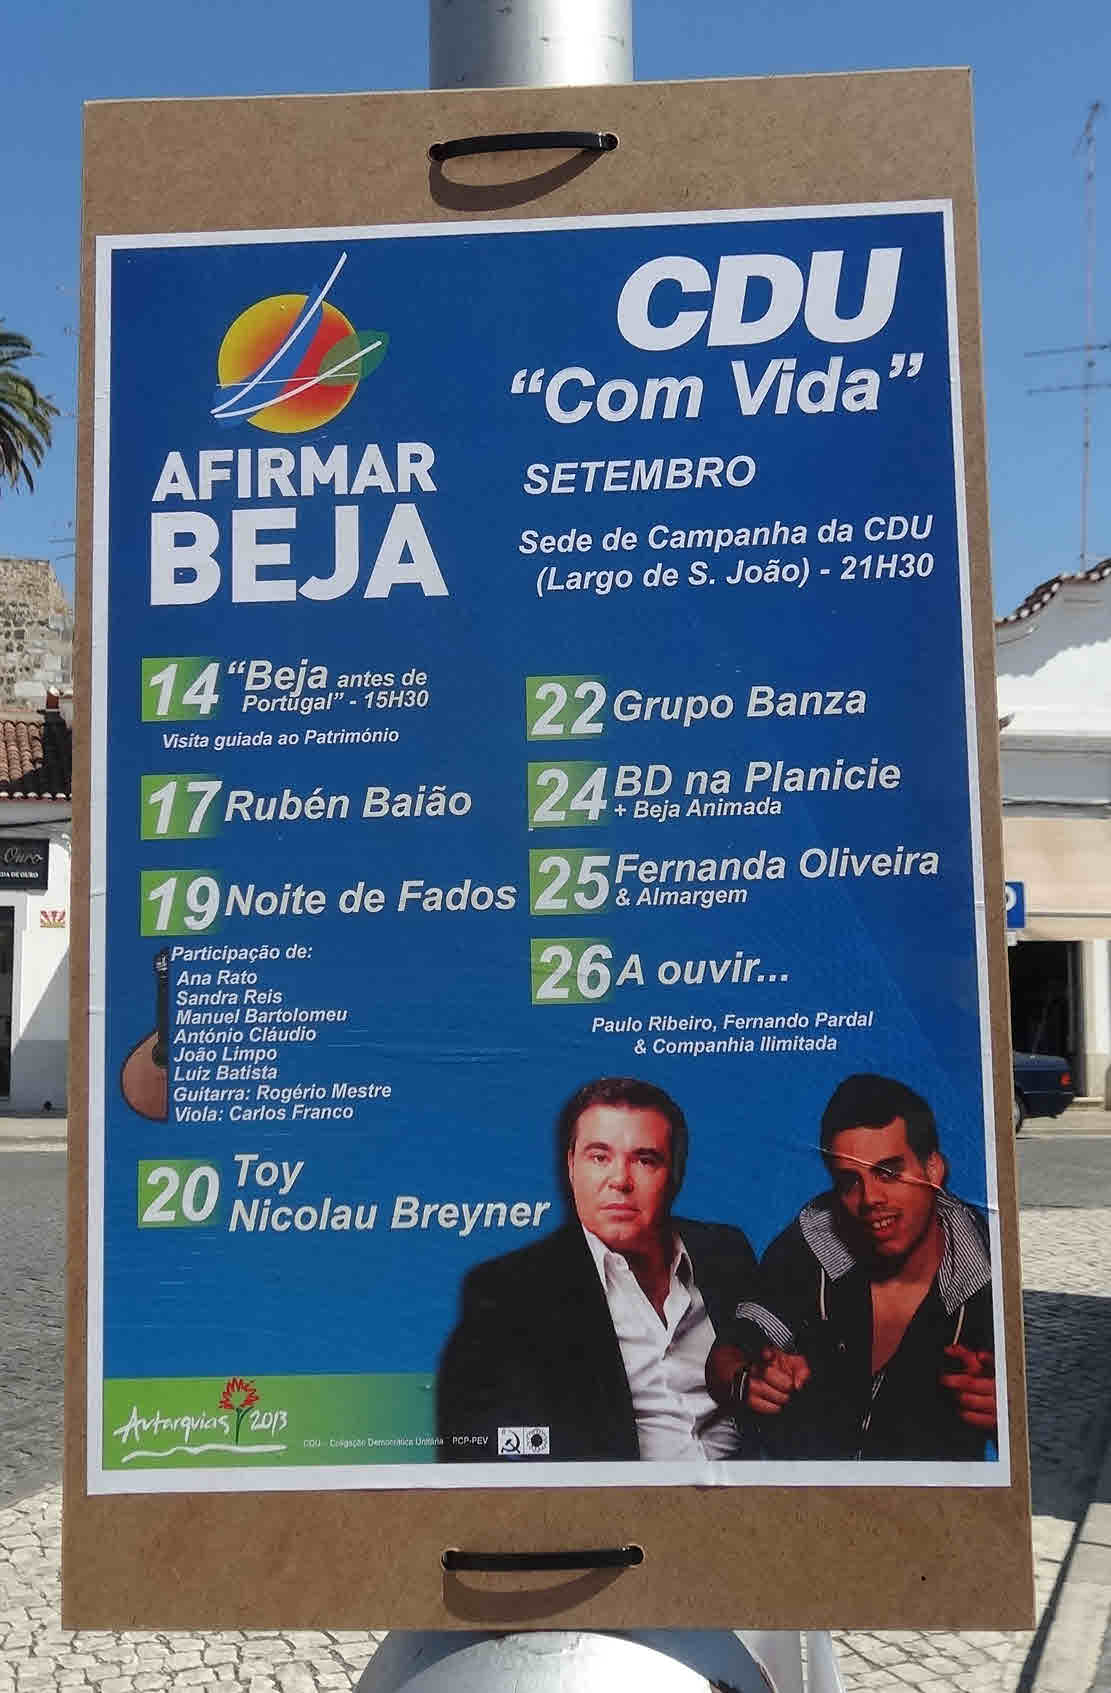 CDU
“Com Vida”
AFIRMAR
BEJA
SETEMBRO
Sede de Campanha da CDU
(Largo de S. João) - 21H30
14 “Beja antes de
Portugal” - 15H30
Visita guiada ao Património
17 Rubén Baião
19 Noite de Fados
Participação de:
Ana Rato
Sandra Reis
Manuel Bartolomeu
António Cláudio
João Limpo
Luiz Batista
Guitarra: Rogério Mestre
Viola: Carlos Franco
20 Toy
Nicolau Breyner
22 Grupo Banza
24 BD na Planicie
+ Beja Animada
25 Fernanda Oliveira
& Almargem
26 A ouvir...
Paulo Ribeiro, Fernando Pardal
& Companhia Ilimitada
Autarquias 2013
CDU - Coligação Democrática Unitária - PCP-PEV
Ouro